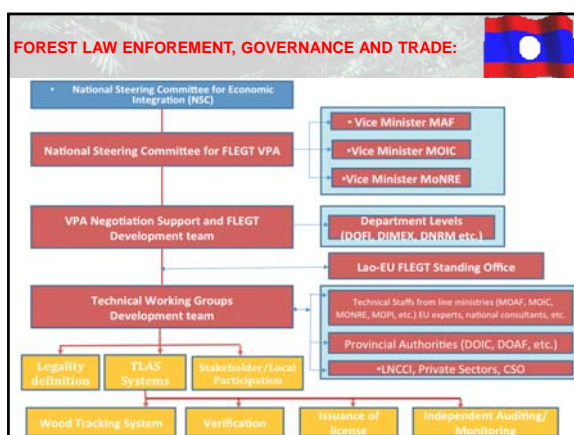 FOREST LAW ENFOREMENT, GOVERNANCE AND TRADE:
• National Steering Committee for Economic
Integration (NSC)
National Steering Committee for FLEGT VPA
• Vice Minister MAF
•Vice Minister MOIC
•Vice Minister MoNRE
VPA Negotiation Support and FLEGT
Development team
Department Levels
(DOFI, DIMEX, DNRM etc.)
Lao-EU FLEGT Standing Office
Technical Working Groups
Development team
Technical Staffs from line ministries (MOAF, MOIC,
MONRE, MOPI, etc.) EU experts, national consultants, etc.
Provincial Authorities (DOIC, DOAF, etc.)
•LNCCI, Private Sectors, CSO
Legality
definition
TLAS
Systems
Stakeholder/Local
Participation
Wood Tracking System
Verification
Issuance of
license
Independent Auditing/
Monitoring